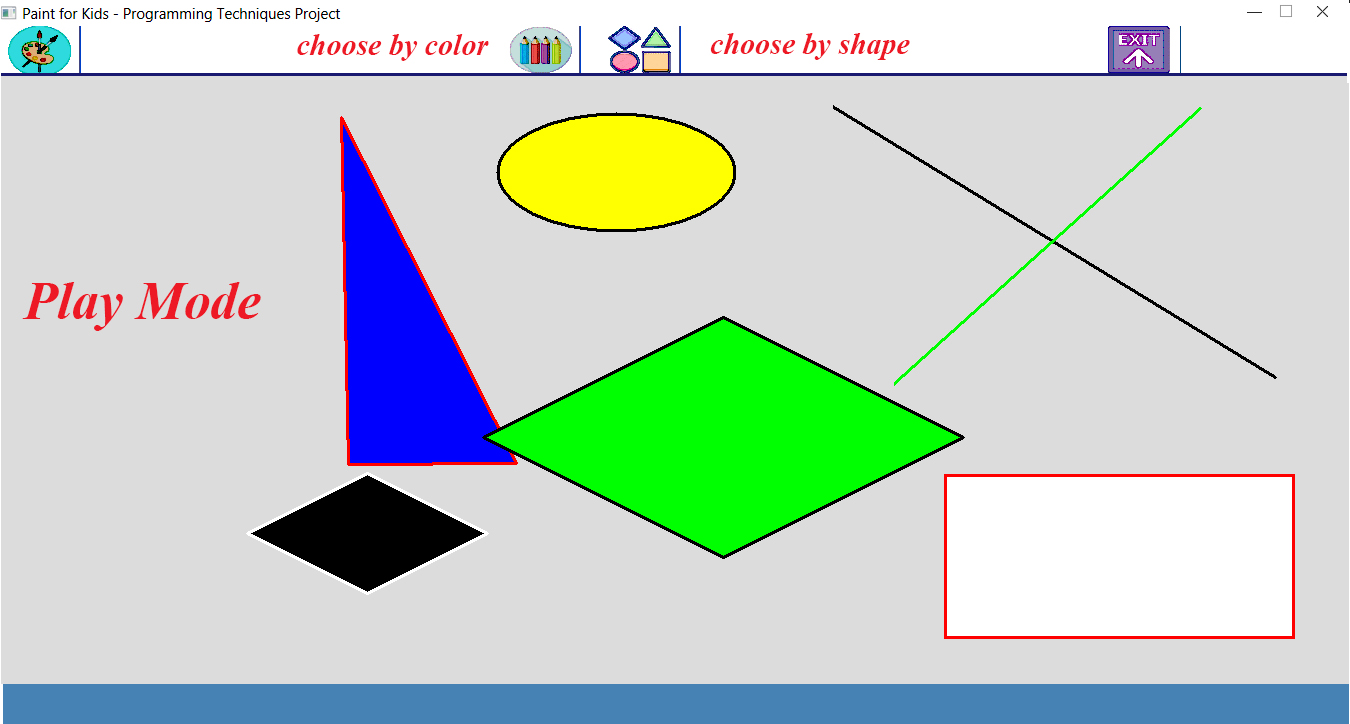 Paint for Kids - Programming Techniques Project
choose by color
choose by shape
EXIT
Play Mode